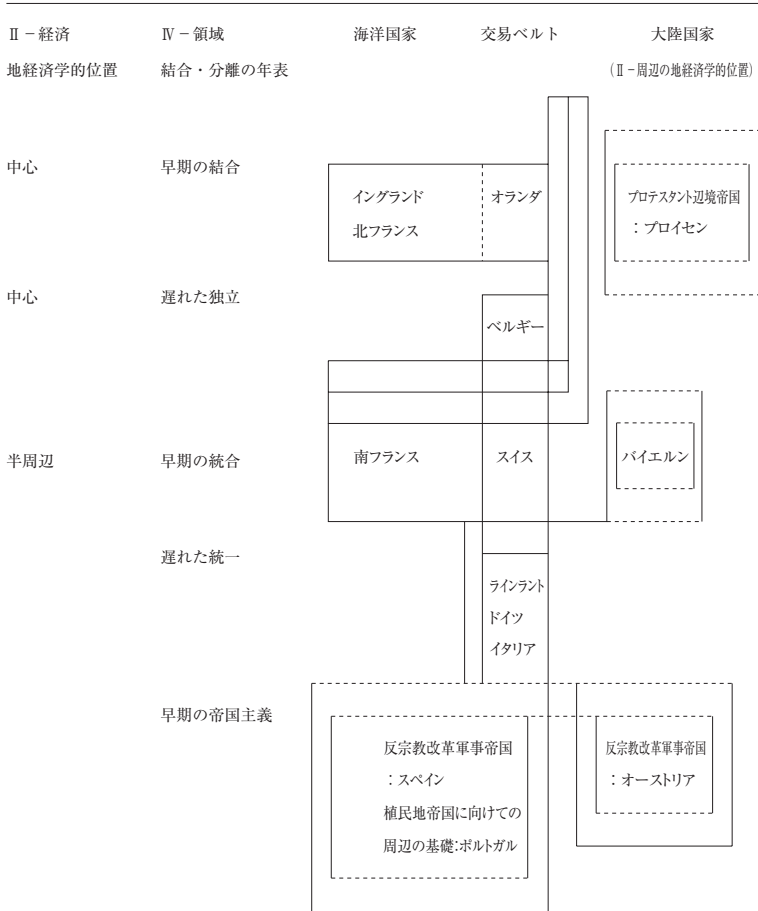 Ⅱ－経済 Ⅳ－領域 海洋国家 交易ベルト 大陸国家
地経済学的位置 結合・分離の年表 (Ⅱ－周辺の地経済学的位置)
中心 早期の結合
イングランド オランダ プロテスタント辺境帝国
北フランス ：プロイセン
中心 遅れた独立
ベルギー
半周辺 早期の統合 南フランス スイス バイエルン
遅れた統一
ラインラント
ドイツ
イタリア
早期の帝国主義
反宗教改革軍事帝国 反宗教改革軍事帝国
：スペイン ：オーストリア
植民地帝国に向けての
周辺の基礎:ポルトガル